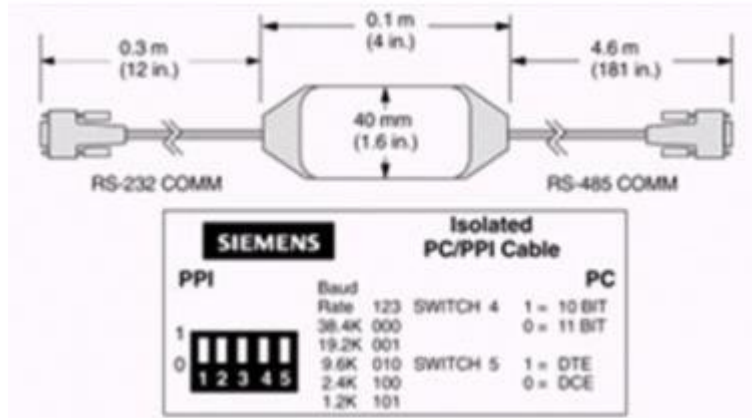 0.1 m
(4 in.)
0.3 m
(12 in.)
4.6 m
(181 in.)
40 mm
(1.6 in.)
RS-232 COMM
RS-485 COMM
SIEMENS
Isolated
PC/PPI Cable
PPI
PC
Baud
Rate 123 SWITCH 4 1 = 10 BIT
38.4K 000 0 = 11 BIT
19.2K 001
9.6K 010 SWITCH 5 1 = DTE
2.4K 100 0 = DCE
1.2K 101
1
0
1 2 3 4 5